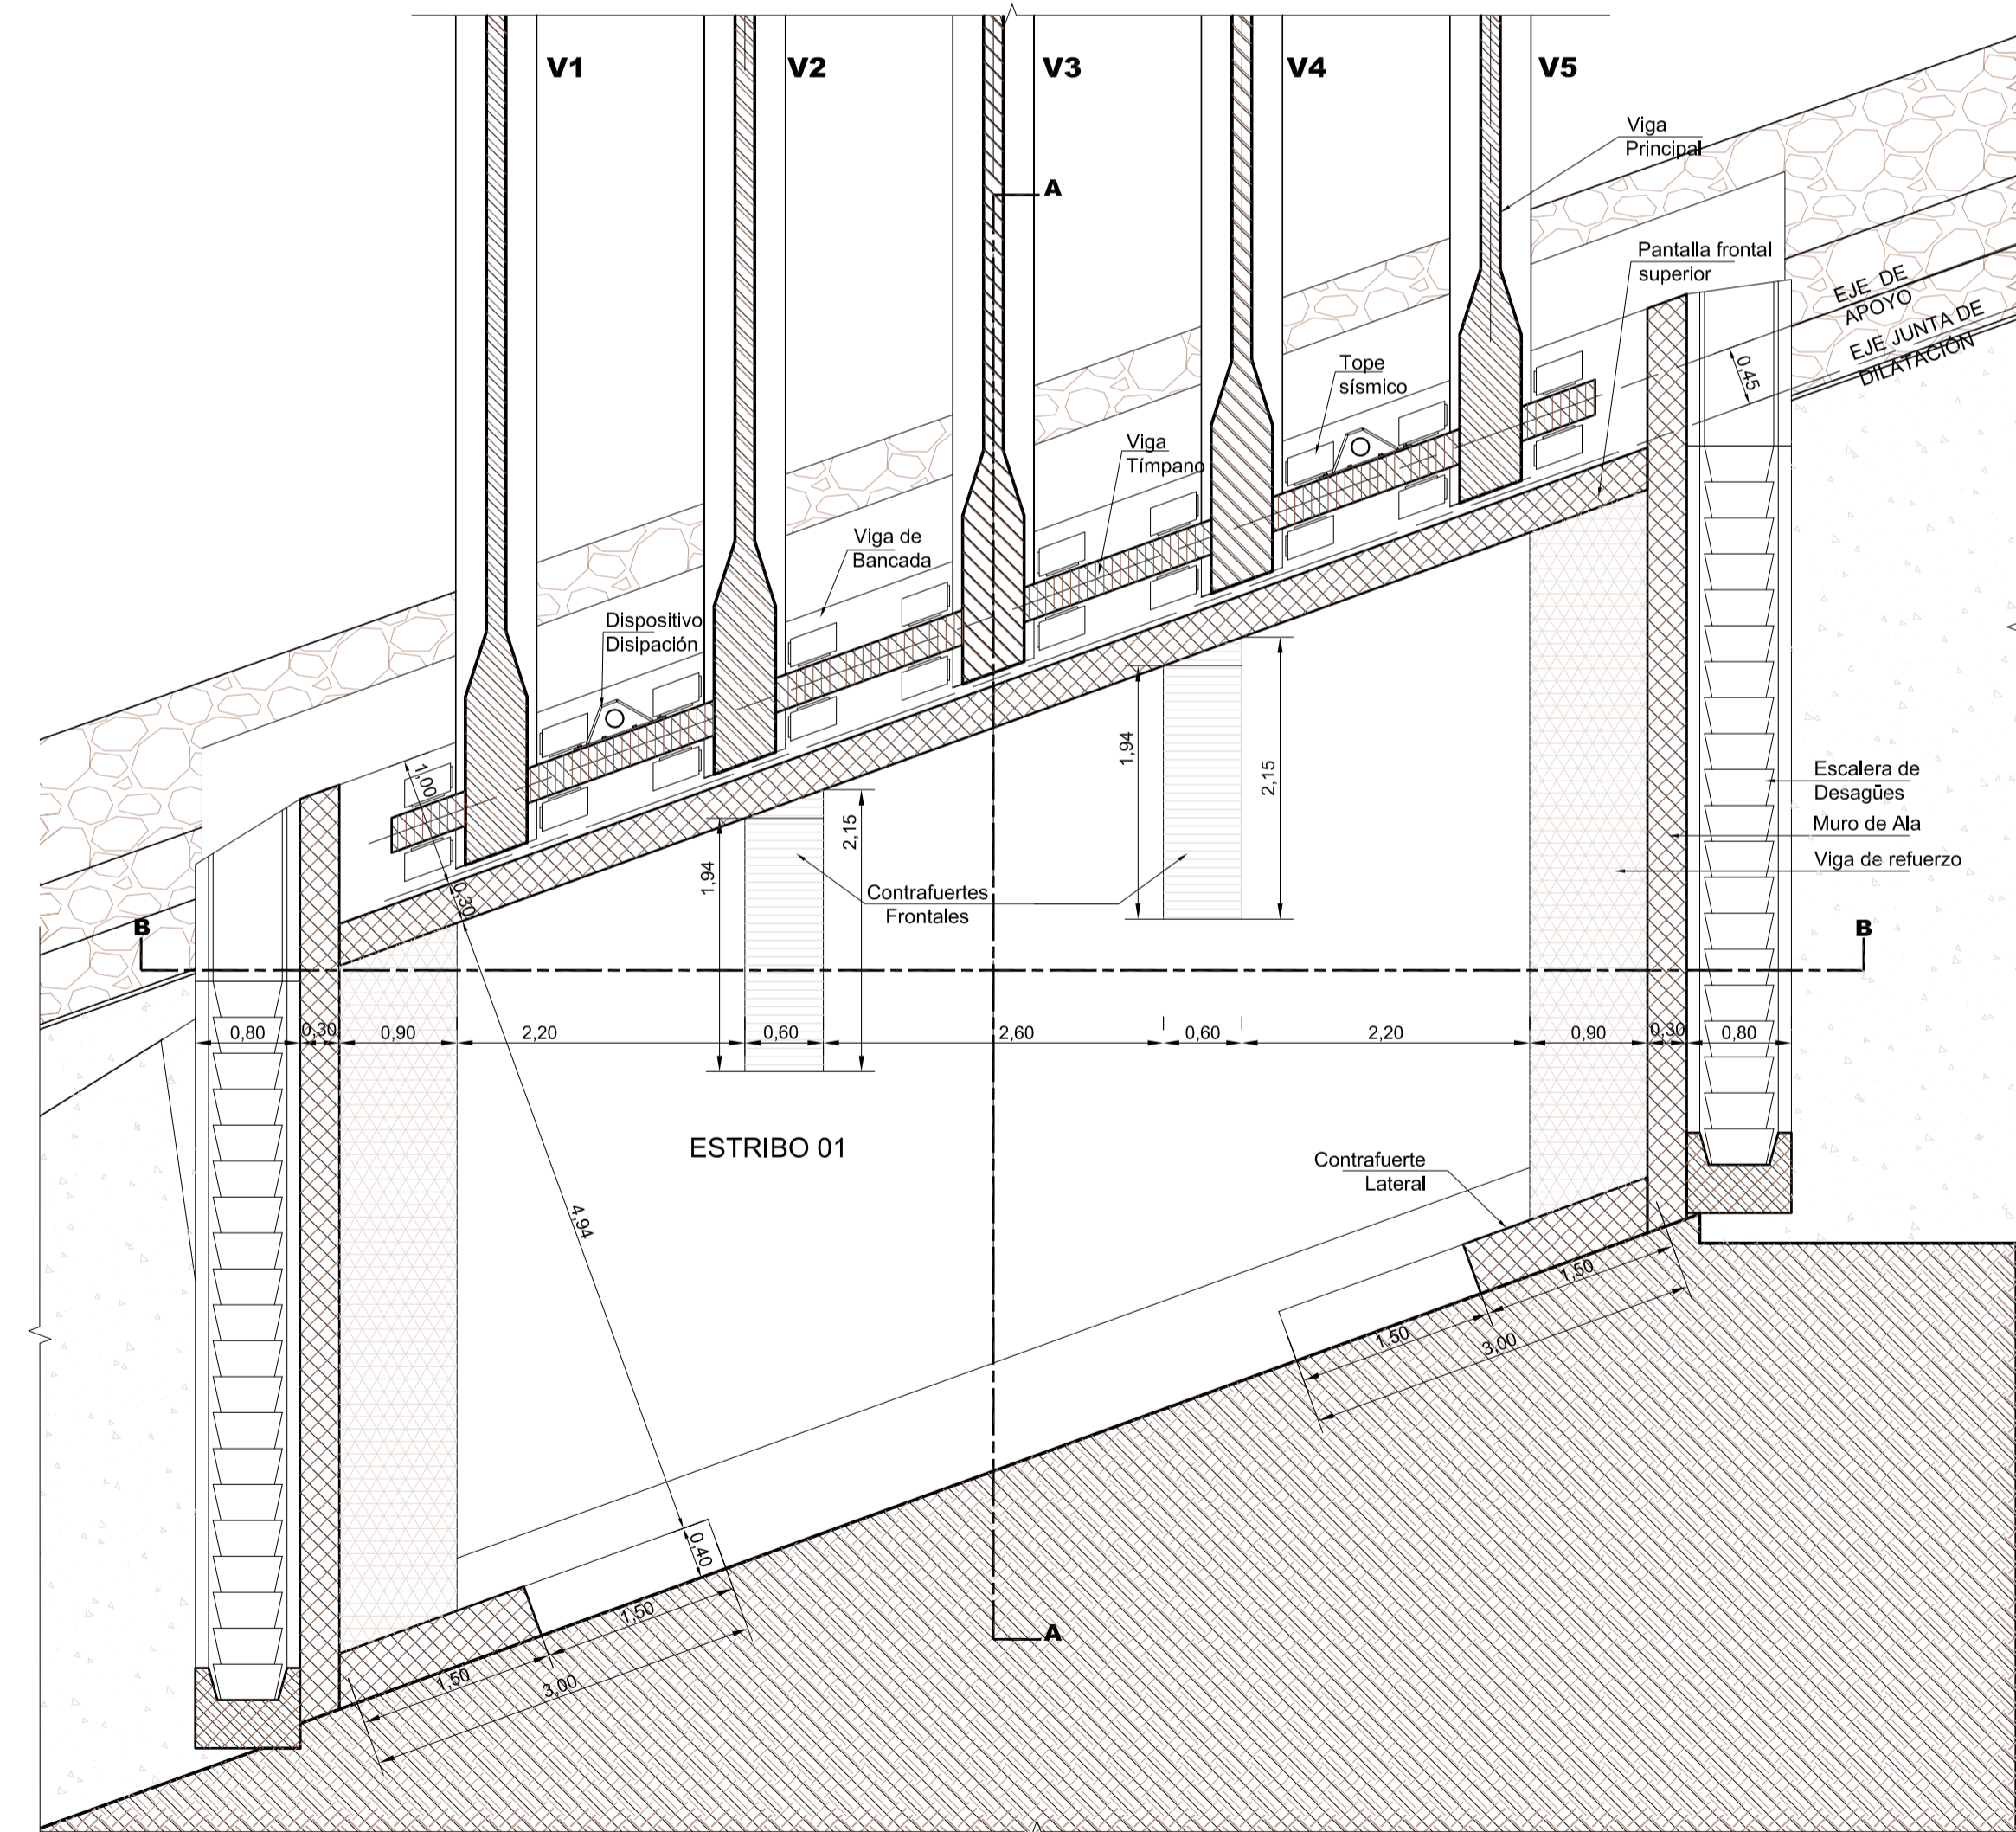 V1
V2
V3
V4
V5
Viga
Principal
A
Pantalla frontal
superior
EJE DE
APOYO
EJE JUNTA DE
DILATACIÓN
0,45
Tope
sísmico
Viga
Tímpano
Viga de
Bancada
Dispositivo
Disipación
1,00
0,30
1,94
2,15
1,94
2,15
Contrafuertes
Frontales
Escalera de
Desagües
Muro de Ala
Viga de refuerzo
B
B
0,80
0,30
0,90
2,20
0,60
2,60
0,60
2,20
0,90
0,30
0,80
ESTRIBO 01
4,94
Contrafuerte
Lateral
1,50
1,50
3,00
0,40
1,50
1,50
3,00
A